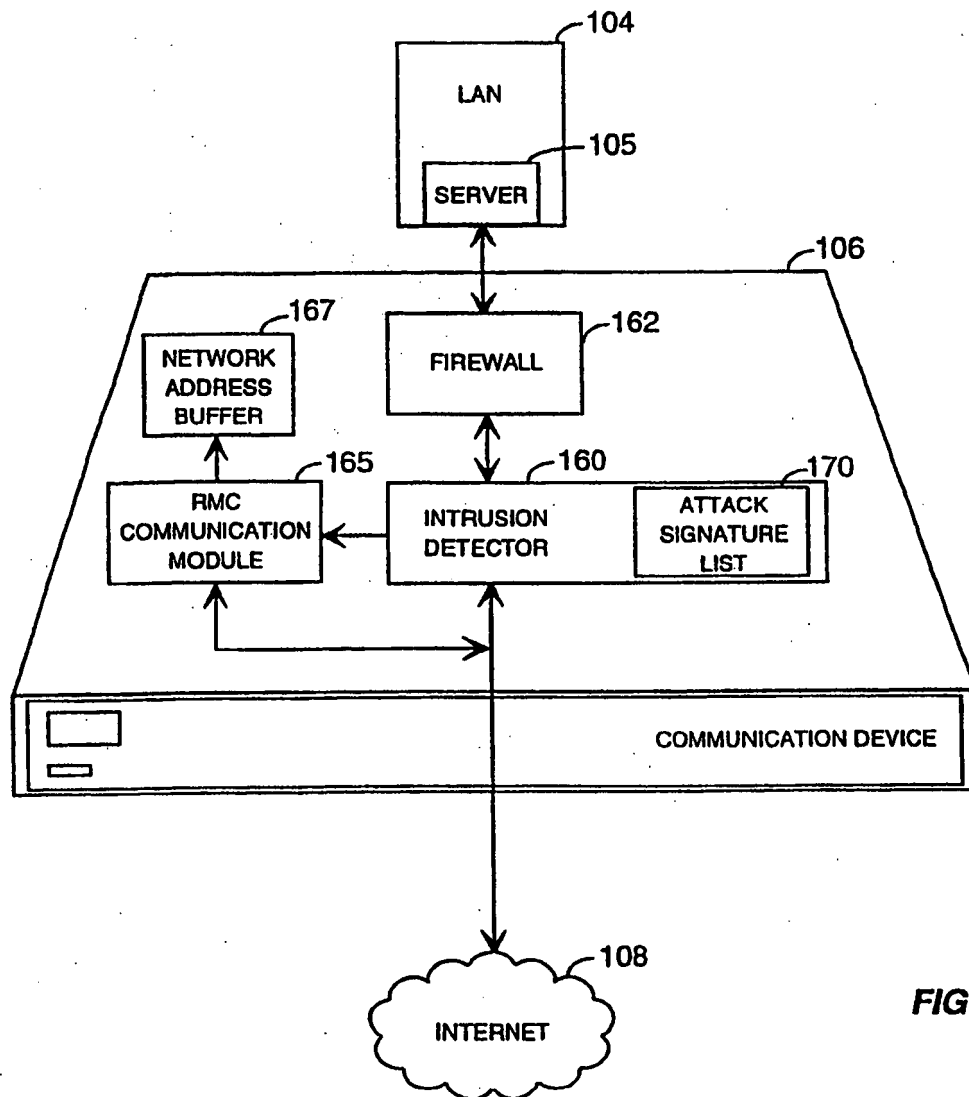 104
LAN
105
SERVER
106
167
162
NETWORK
ADDRESS
BUFFER
FIREWALL
165
160
170
RMC
COMMUNICATION
MODULE
INTRUSION
DETECTOR
ATTACK
SIGNATURE
LIST
COMMUNICATION DEVICE
108
INTERNET
FIG